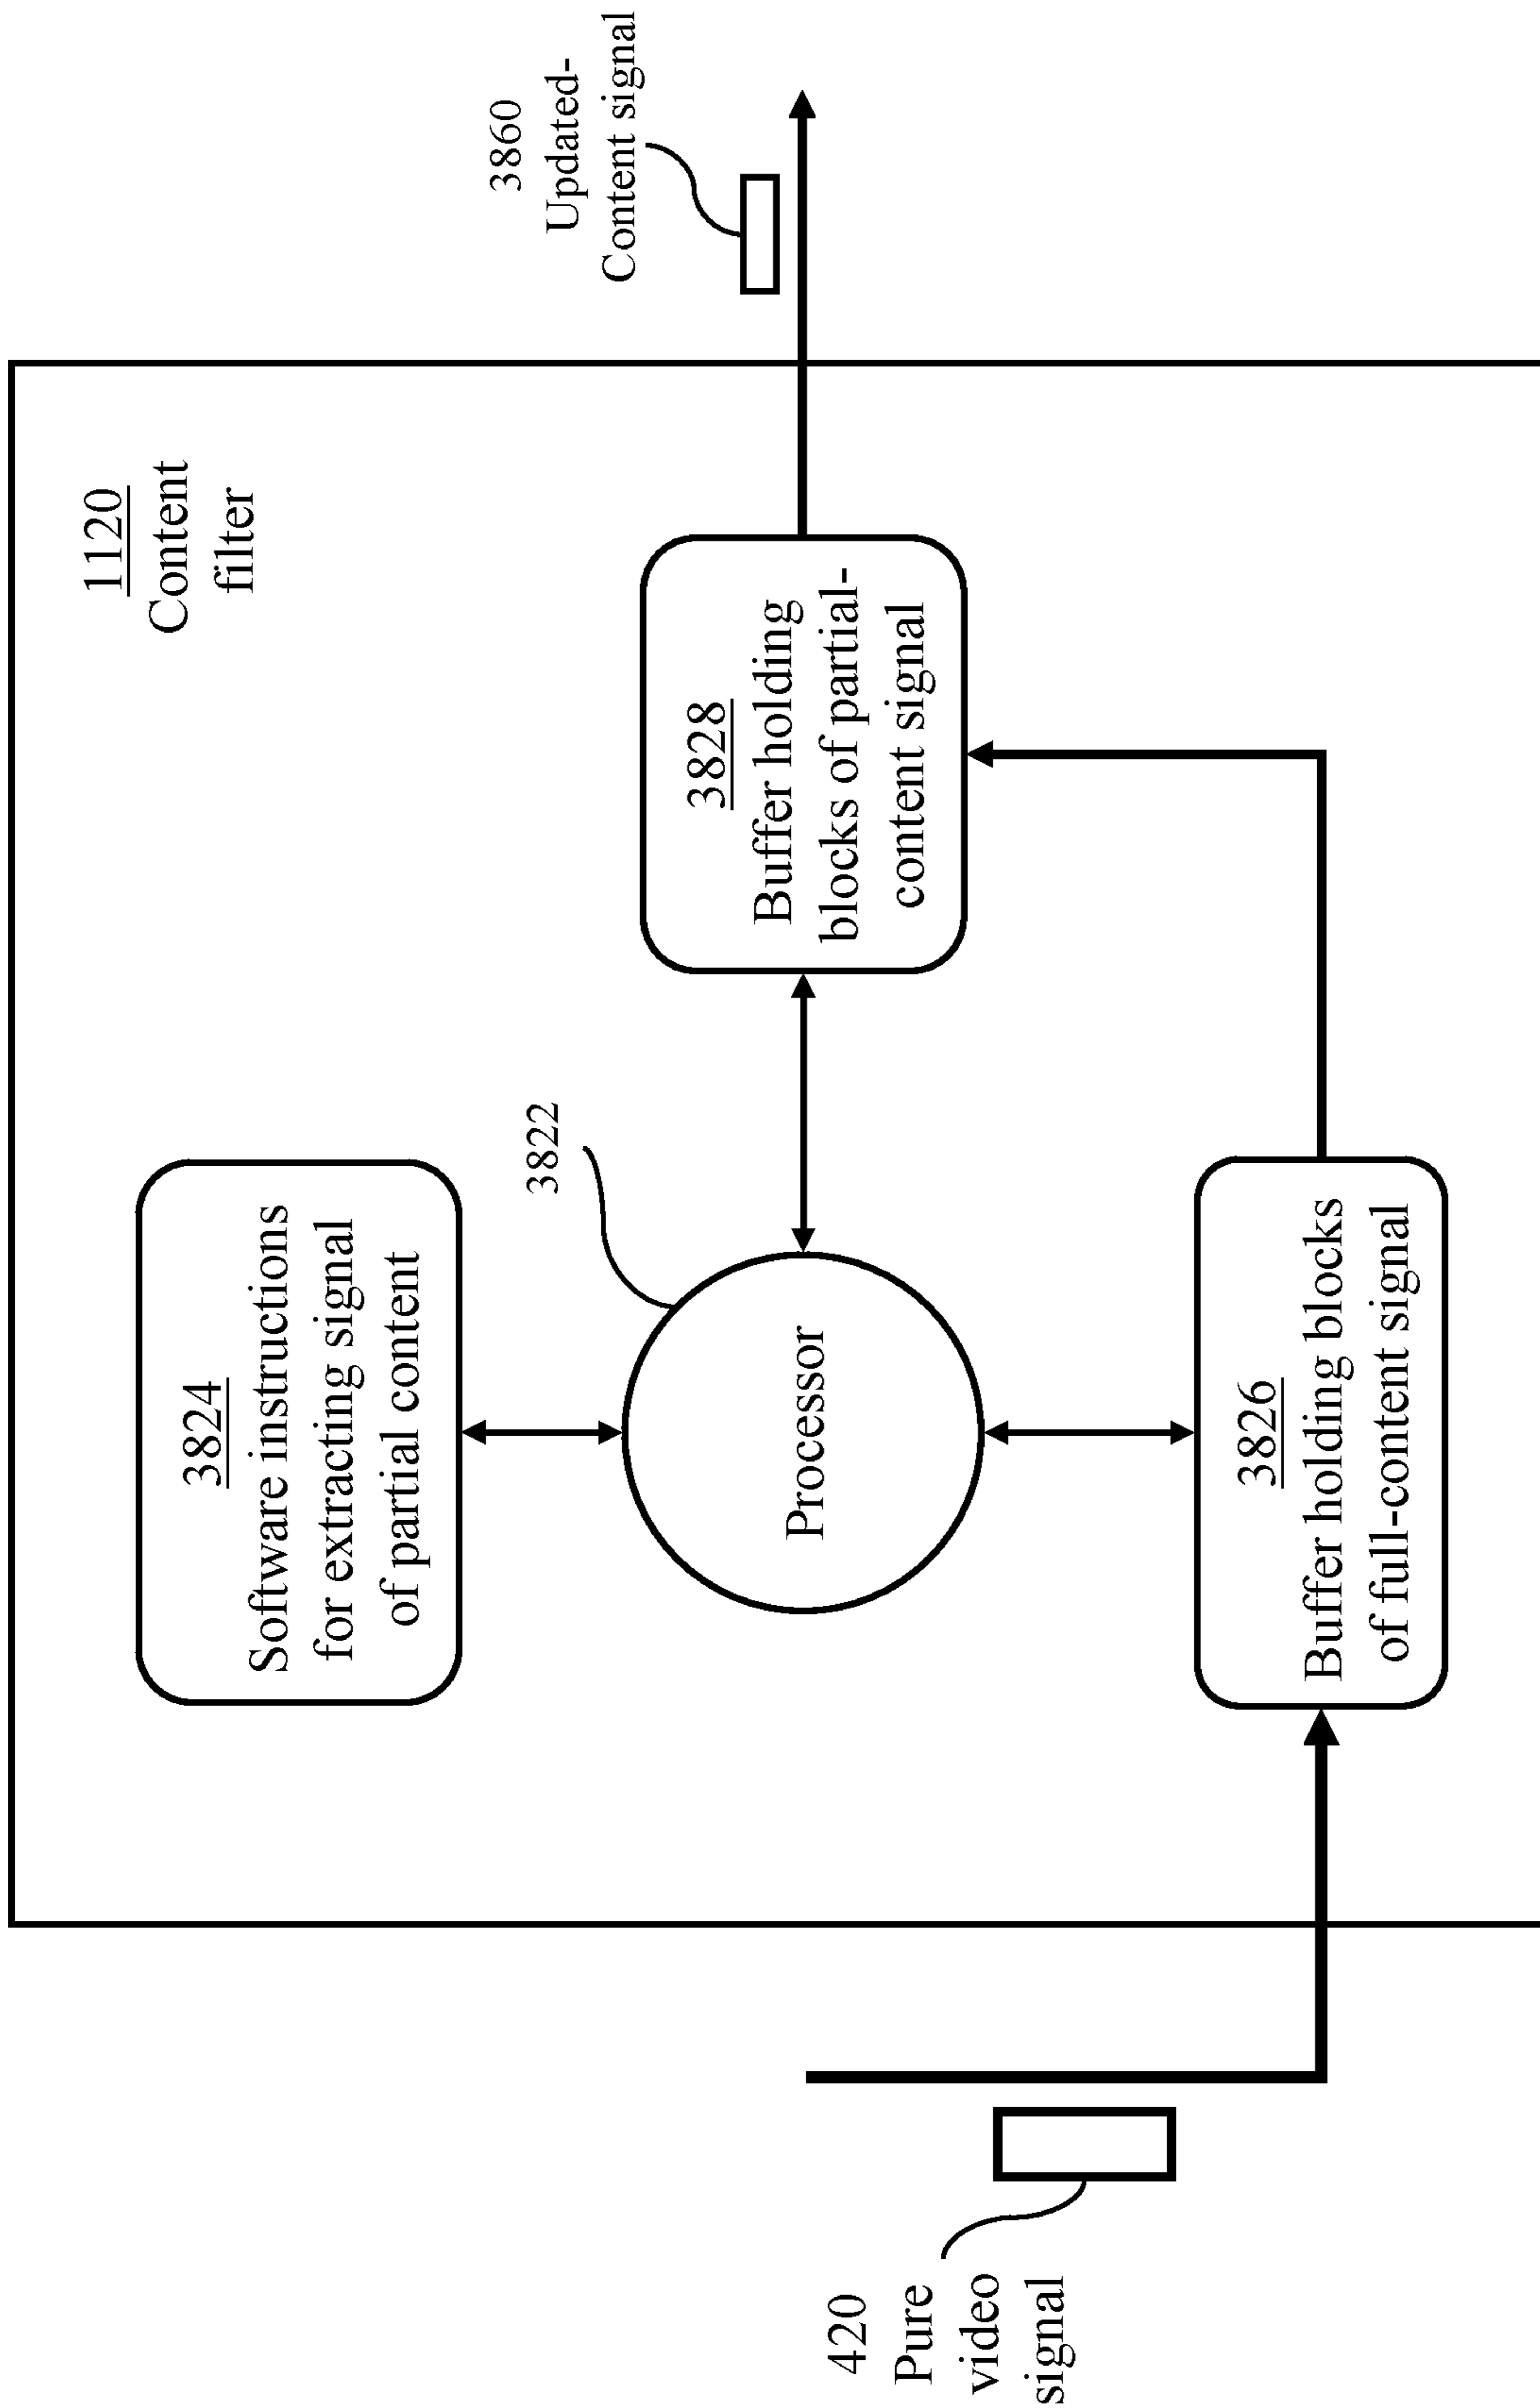 1120
Content
filter
3824
Software instructions
for extracting signal
of partial content
3860
Updated-
Content signal
3822
Processor
3828
Buffer holding
blocks of partial-
content signal
420
Pure
video
signal
3826
Buffer holding blocks
of full-content signal